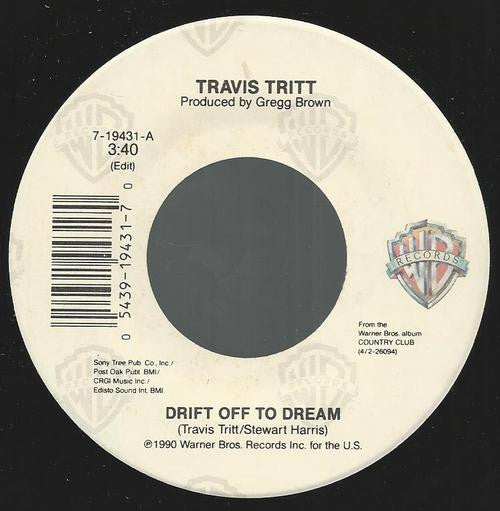 TRAVIS TRITT
Produced by Gregg Brown
7-19431-A
3:40
(Edit)
0 5439-19431-7 0
WB
RECORDS
From the
Warner Bros. album
COUNTRY CLUB
(4/2-26094)
Sony Tree Pub. Co., Inc./
Post Oak Publ. BMI/
CRGI Music Inc./
Edisto Sound Int. BMI
DRIFT OFF TO DREAM
(Travis Tritt/Stewart Harris)
℗1990 Warner Bros. Records Inc. for the U.S.